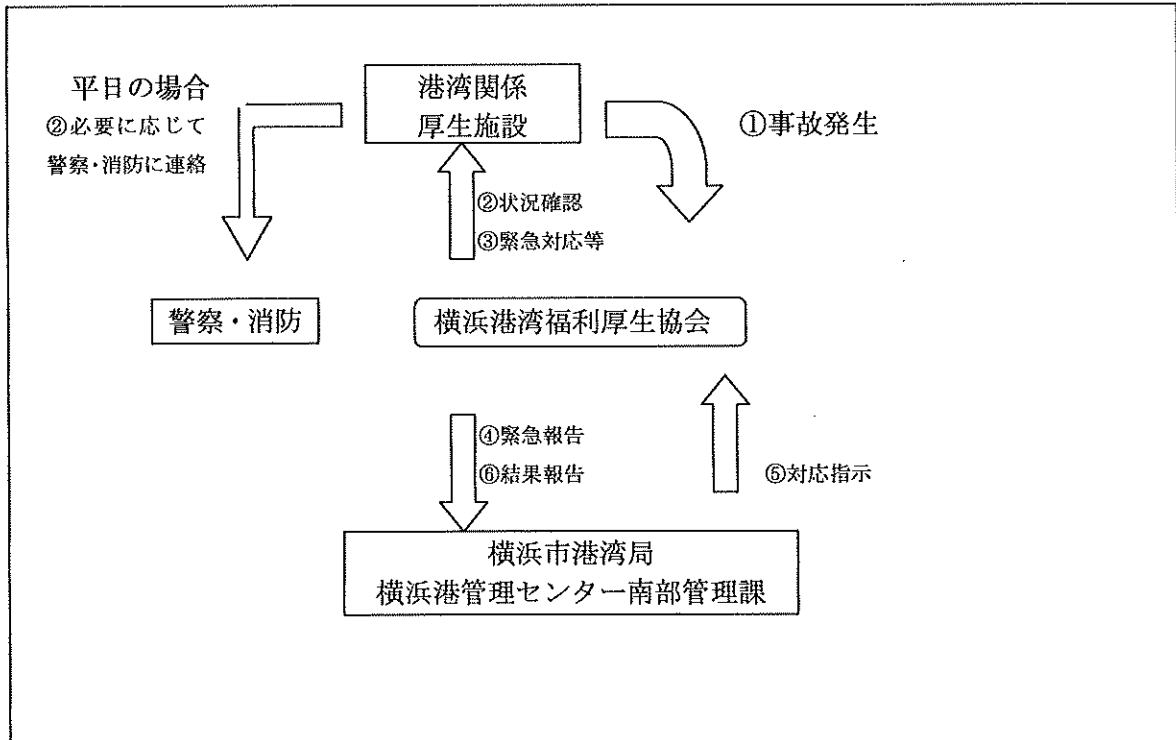 平日の場合
②必要に応じて
警察・消防に連絡
港湾関係
厚生施設
①事故発生
②状況確認
③緊急対応等
警察・消防
横浜港湾福利厚生協会
④緊急報告
⑥結果報告
⑤対応指示
横浜市港湾局
横浜港管理センター南部管理課